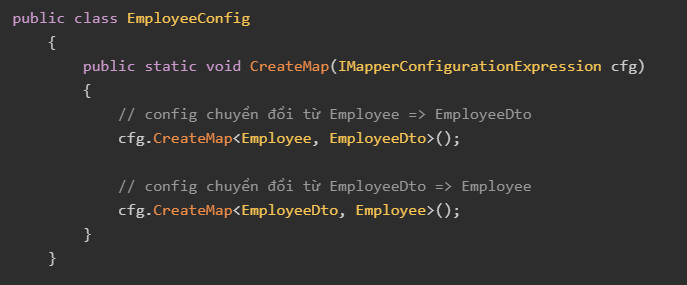 public class EmployeeConfig
{
public static void CreateMap(IMapperConfigurationExpression cfg)
{
// config chuyển đổi từ Employee => EmployeeDto
cfg.CreateMap<Employee, EmployeeDto>();
// config chuyển đổi từ EmployeeDto => Employee
cfg.CreateMap<EmployeeDto, Employee>();
}
}